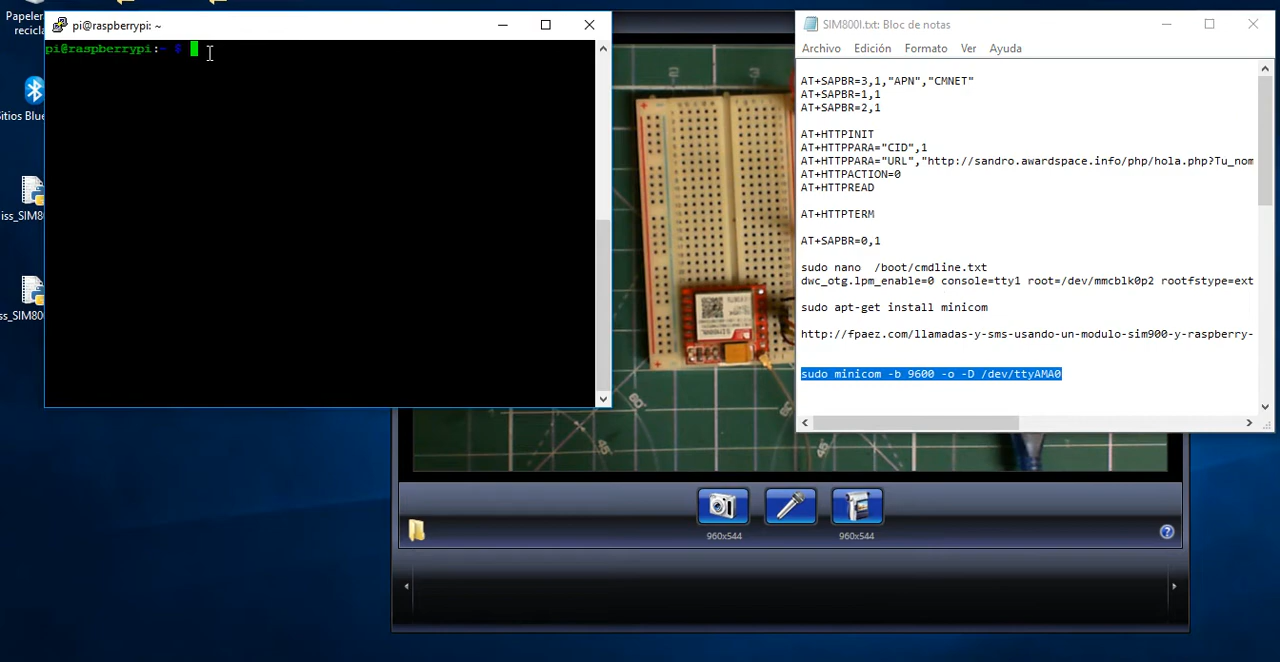 Papeler
recicla
pi@raspberrypi: ~
SIM800l.txt: Bloc de notas
pi@raspberrypi:~ $
Archivo Edición Formato Ver Ayuda
AT+SAPBR=3,1,"APN","CMNET"
AT+SAPBR=1,1
AT+SAPBR=2,1
AT+HTTPINIT
AT+HTTPPARA="CID",1
AT+HTTPPARA="URL","http://sandro.awardspace.info/php/hola.php?Tu_nom
AT+HTTPACTION=0
AT+HTTPREAD
AT+HTTPTERM
AT+SAPBR=0,1
sudo nano  /boot/cmdline.txt
dwc_otg.lpm_enable=0 console=tty1 root=/dev/mmcblk0p2 rootfstype=ext
sudo apt-get install minicom
http://fpaez.com/llamadas-y-sms-usando-un-modulo-sim900-y-raspberry-
sudo minicom -b 9600 -o -D /dev/ttyAMA0
Sitios Blue
iss_SIM80
ss_SIM800
960x544
960x544